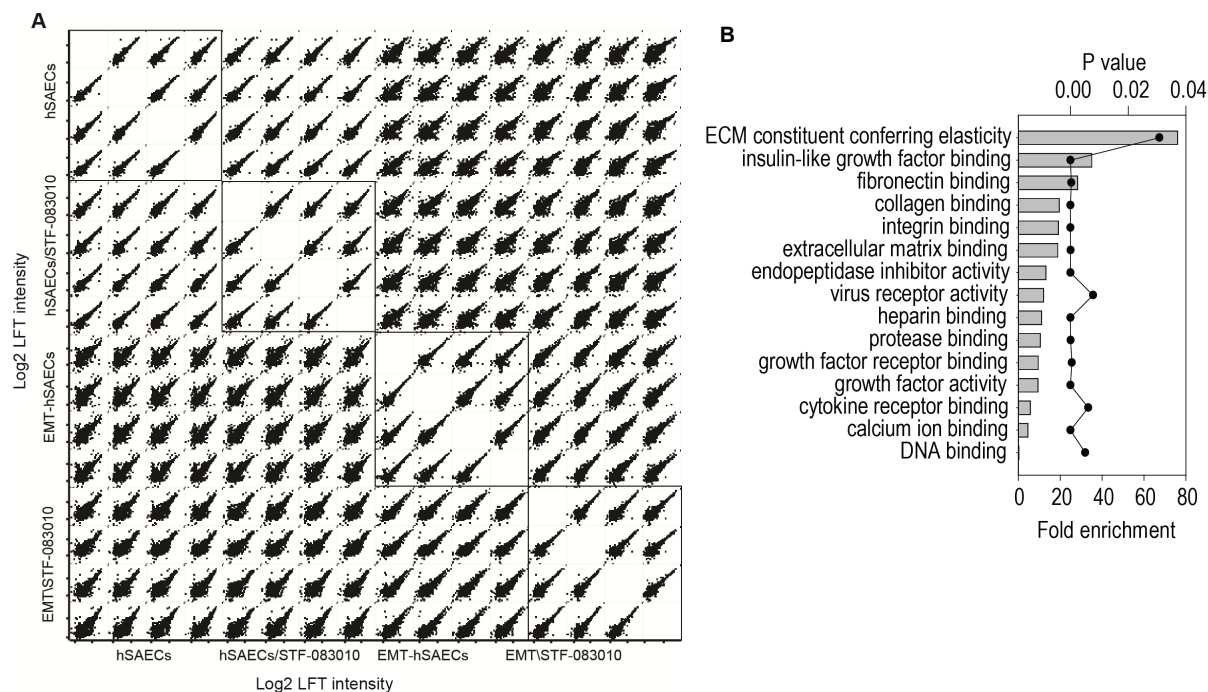 A
hSAECs
hSAECs/STF-083010
EMT-hSAECs
EMT\STF-083010
Log2 LFT intensity
hSAECs hSAECs/STF-083010 EMT-hSAECs EMT\STF-083010
Log2 LFT intensity
B
P value
0.00 0.02 0.04
ECM constituent conferring elasticity
insulin-like growth factor binding
fibronectin binding
collagen binding
integrin binding
extracellular matrix binding
endopeptidase inhibitor activity
virus receptor activity
heparin binding
protease binding
growth factor receptor binding
growth factor activity
cytokine receptor binding
calcium ion binding
DNA binding
0 20 40 60 80
Fold enrichment